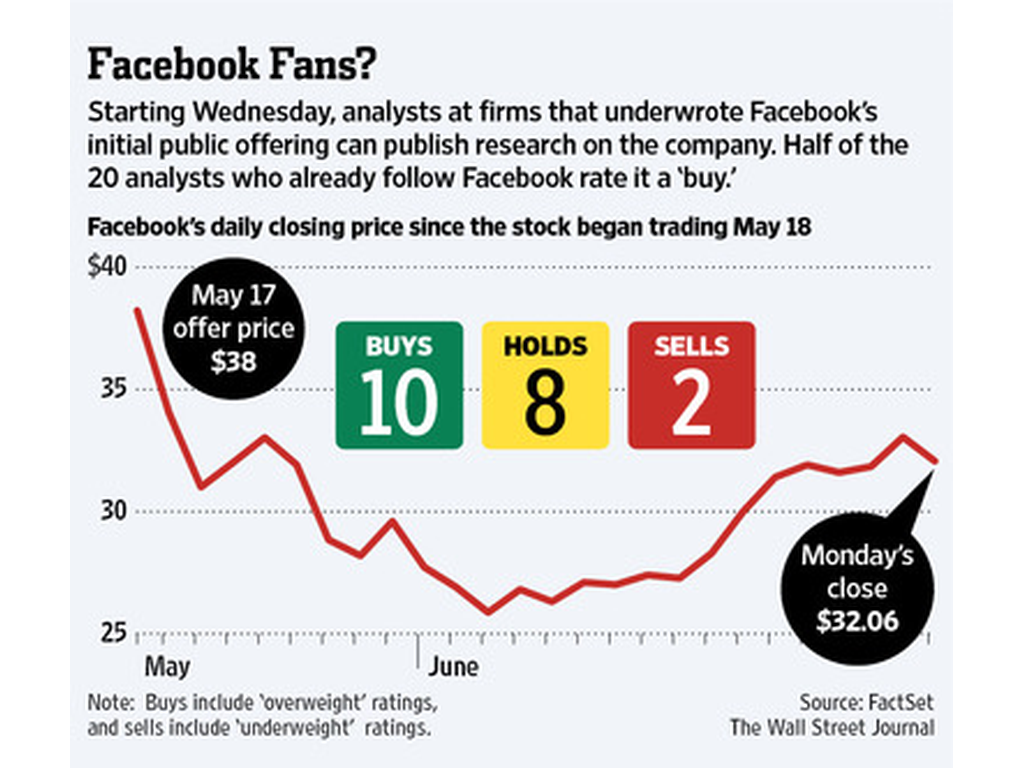 Facebook Fans?
Starting Wednesday, analysts at firms that underwrote Facebook's
initial public offering can publish research on the company. Half of the
20 analysts who already follow Facebook rate it a 'buy.'
Facebook's daily closing price since the stock began trading May 18
$40
May 17
offer price
$38
BUYS
10
HOLDS
8
SELLS
2
35
30
Monday's
close
$32.06
25
May
June
Note: Buys include 'overweight' ratings,
and sells include 'underweight' ratings.
Source: FactSet
The Wall Street Journal